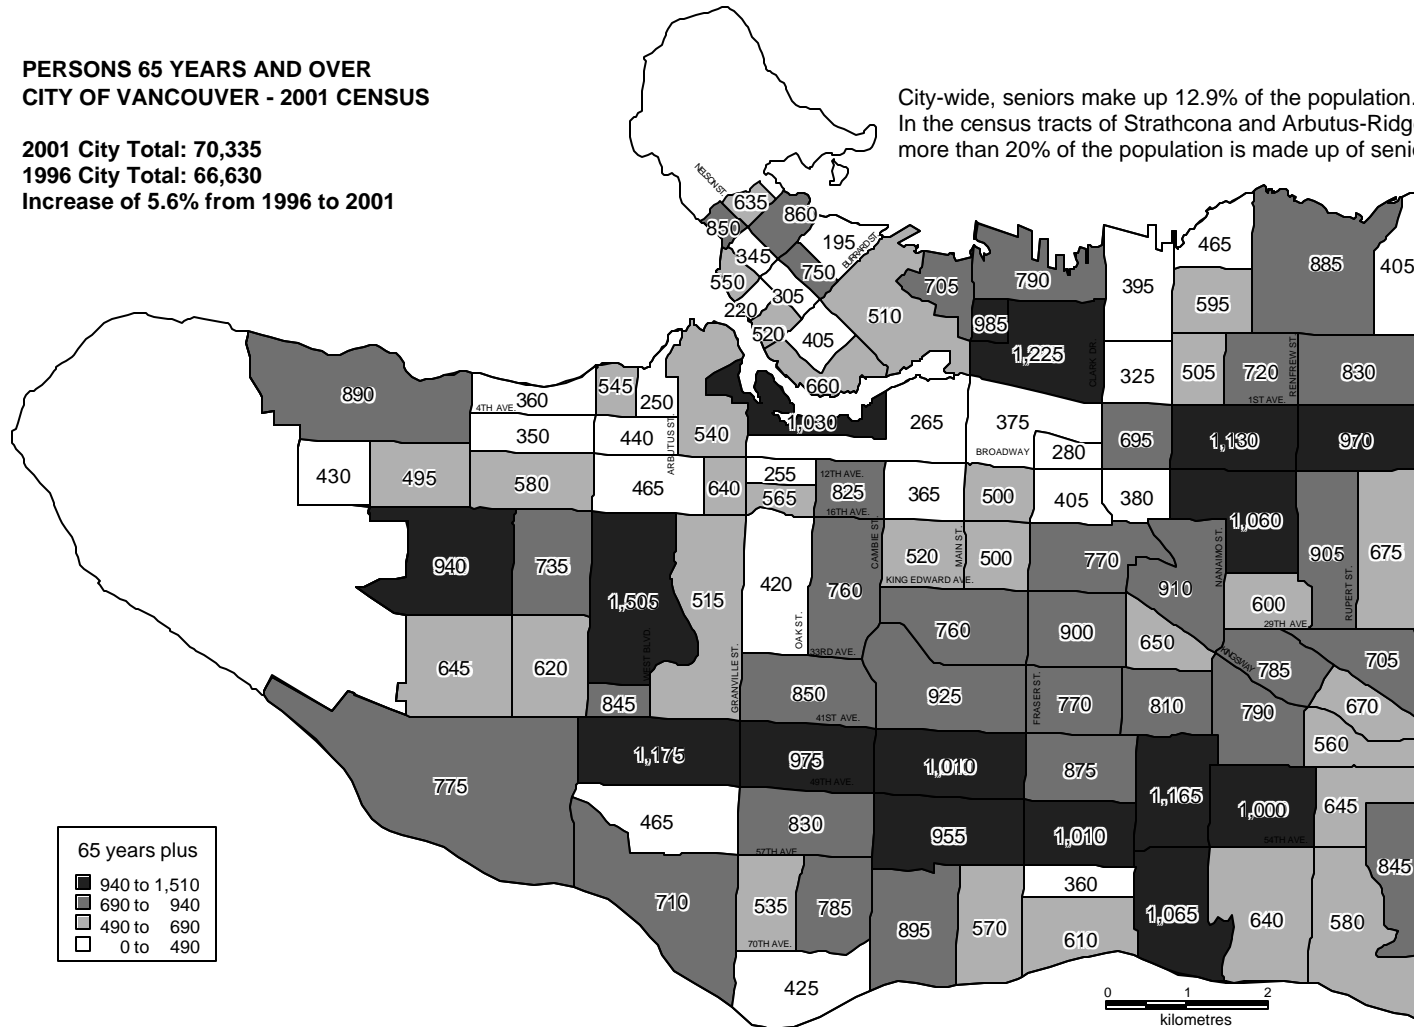 PERSONS 65 YEARS AND OVER
CITY OF VANCOUVER - 2001 CENSUS
2001 City Total: 70,335
1996 City Total: 66,630
Increase of 5.6% from 1996 to 2001
City-wide, seniors make up 12.9% of the population.
In the census tracts of Strathcona and Arbutus-Ridg
more than 20% of the population is made up of senic
NELSON ST.
635
860
850
195
BURRARD ST.
345
750
550
305
220
510
520
405
660
705
790
395
465
885
405
595
985
1,225
CLARK DR.
325
505
720
RENFREW ST.
830
1ST AVE.
890
4TH AVE.
360
545
250
350
440
ARBUTUS ST.
540
1,030
265
375
BROADWAY
280
695
1,130
970
430
495
580
465
640
255
12TH AVE.
565
825
16TH AVE.
365
500
405
380
1,060
905
675
940
735
1,505
515
420
760
CAMBIE ST.
520
MAIN ST.
500
KING EDWARD AVE.
770
910
NANAIMO ST.
600
29TH AVE.
RUPERT ST.
645
620
WEST BLVD.
845
GRANVILLE ST.
OAK ST.
33RD AVE.
760
900
650
KINGSWAY
785
705
850
41ST AVE.
925
FRASER ST.
770
810
790
670
560
775
1,175
975
49TH AVE.
1,010
875
1,165
1,000
54TH AVE.
645
465
830
57TH AVE.
955
1,010
845
710
535
70TH AVE.
785
895
570
360
610
1,065
640
580
425
65 years plus
940 to 1,510
690 to 940
490 to 690
0 to 490
0 1 2
kilometres